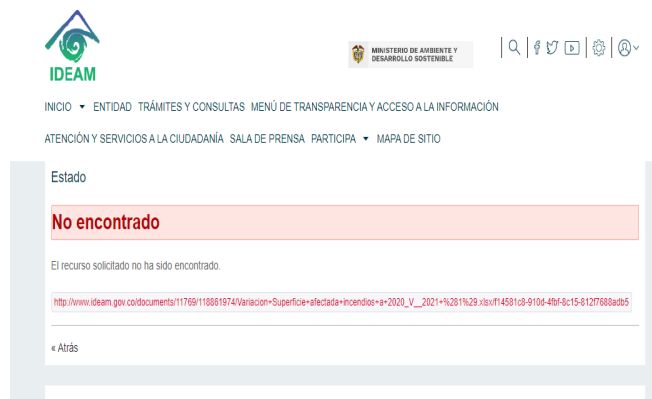 IDEAM
MINISTERIO DE AMBIENTE Y
DESARROLLO SOSTENIBLE
INICIO ENTIDAD TRÁMITES Y CONSULTAS MENÚ DE TRANSPARENCIA Y ACCESO A LA INFORMACIÓN
ATENCIÓN Y SERVICIOS A LA CIUDADANÍA SALA DE PRENSA PARTICIPA MAPA DE SITIO
Estado
No encontrado
El recurso solicitado no ha sido encontrado.
http://www.ideam.gov.co/documents/11769/118861974/Variacion+Superficie+afectada+incendios+a+2020_V__2021+%281%29.xlsx/f14581c8-910d-4fbf-8c15-812f7688adb5
« Atrás